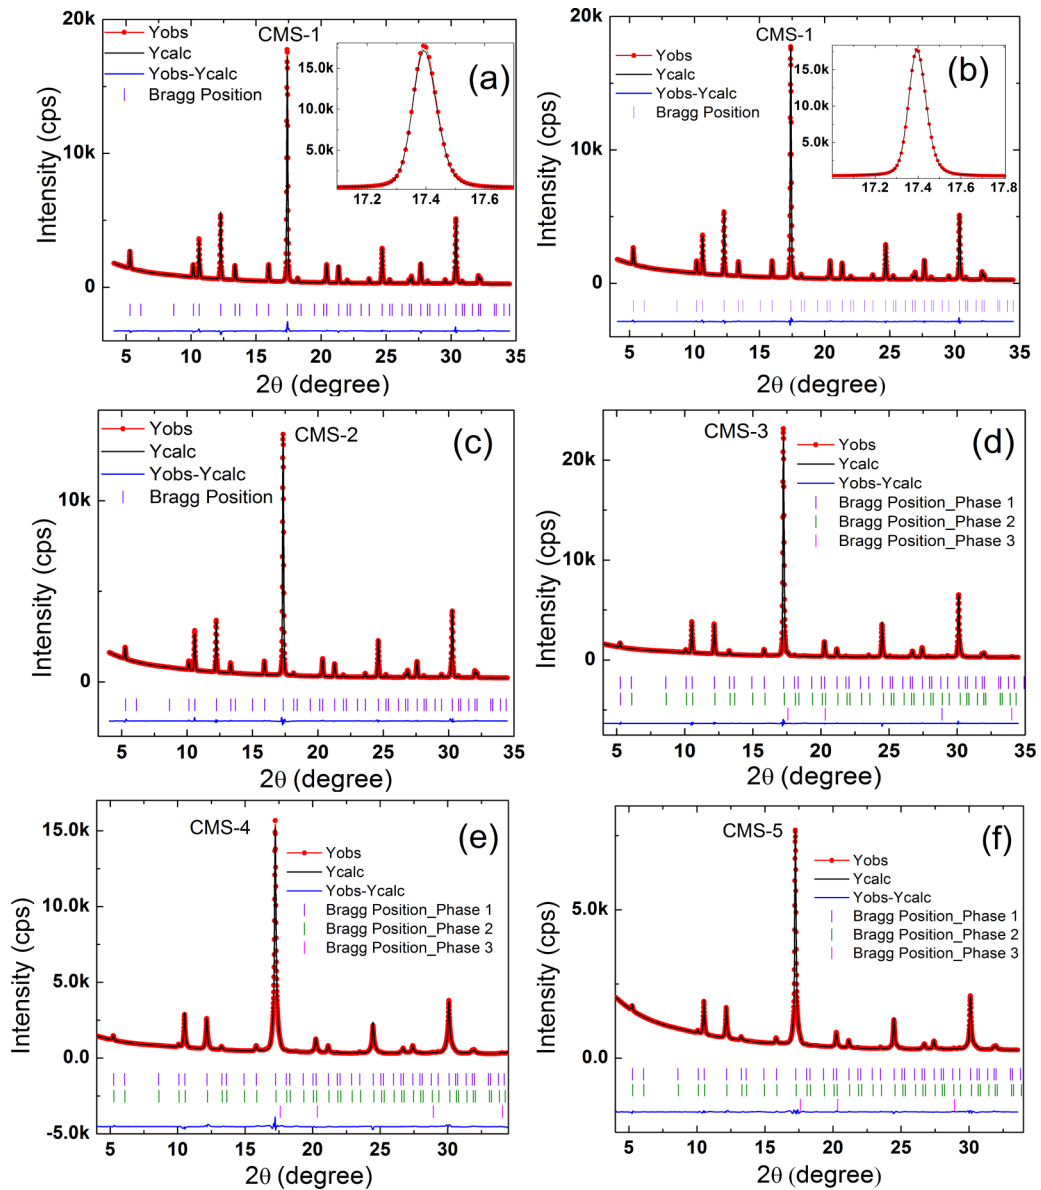 CMS-1
(a)
Yobs
Ycalc
Yobs-Ycalc
Bragg Position
Intensity (cps)
20k
10k
0
15.0k
10.0k
5.0k
17.2 17.4 17.6
5 10 15 20 25 30 35
2θ (degree)
CMS-1
(b)
Yobs
Ycalc
Yobs-Ycalc
Bragg Position
Intensity (cps)
20k
10k
0
15.0k
10.0k
5.0k
17.2 17.4 17.6 17.8
5 10 15 20 25 30 35
2θ (degree)
CMS-2
(c)
Yobs
Ycalc
Yobs-Ycalc
Bragg Position
Intensity (cps)
10k
0
5 10 15 20 25 30 35
2θ (degree)
CMS-3
(d)
Yobs
Ycalc
Yobs-Ycalc
Bragg Position_Phase 1
Bragg Position_Phase 2
Bragg Position_Phase 3
Intensity (cps)
20k
10k
0
5 10 15 20 25 30 35
2θ (degree)
CMS-4
(e)
Yobs
Ycalc
Yobs-Ycalc
Bragg Position_Phase 1
Bragg Position_Phase 2
Bragg Position_Phase 3
Intensity (cps)
15.0k
10.0k
5.0k
0.0
-5.0k
5 10 15 20 25 30
2θ (degree)
CMS-5
(f)
Yobs
Ycalc
Yobs-Ycalc
Bragg Position_Phase 1
Bragg Position_Phase 2
Bragg Position_Phase 3
Intensity (cps)
5.0k
0.0
5 10 15 20 25 30
2θ (degree)